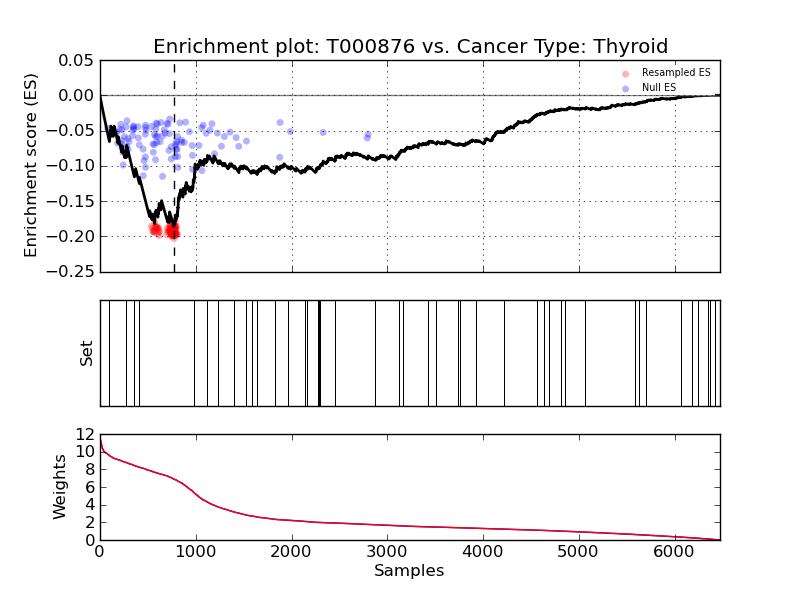 Enrichment plot: T000876 vs. Cancer Type: Thyroid
0.05
0.00
−0.05
−0.10
−0.15
−0.20
−0.25
Enrichment score (ES)
Resampled ES
Null ES
Set
12
10
8
6
4
2
0
Weights
0 1000 2000 3000 4000 5000 6000
Samples